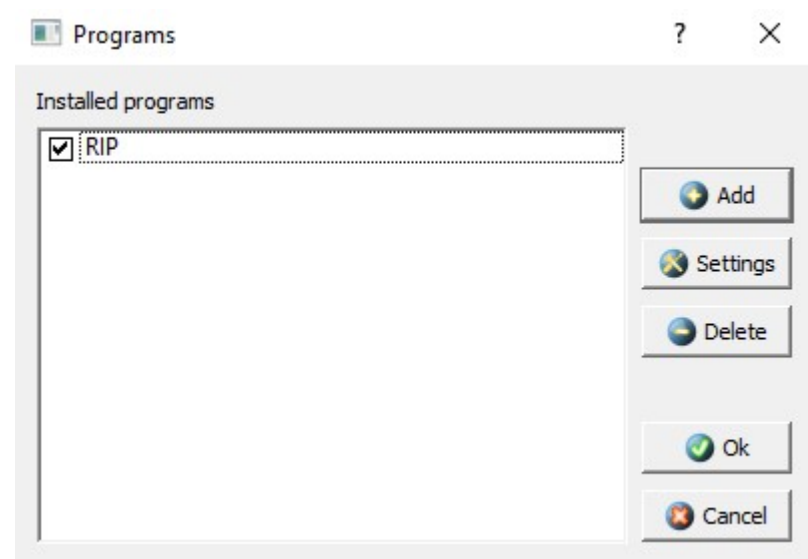 Programs
Installed programs
RIP
Add
Settings
Delete
Ok
Cancel